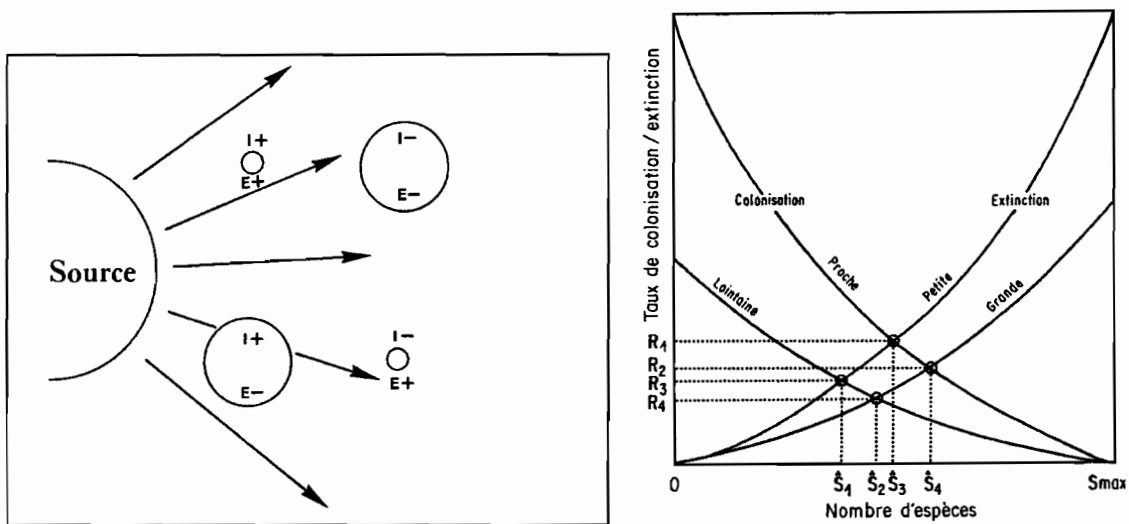 I+
E+
I−
E−
Source
I+
E−
I−
E+
Taux de colonisation / extinction
Colonisation
Extinction
Lointaine
Proche
Petite
Grande
R1
R2
R3
R4
0
Ŝ1
Ŝ2
Ŝ3
Ŝ4
Smax
Nombre d'espèces